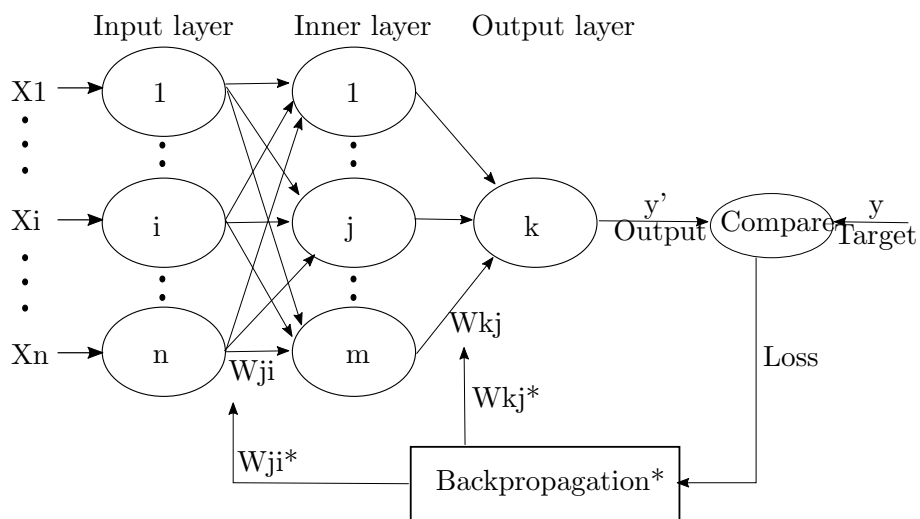 Input layer Inner layer Output layer
X1 1 1
Xi i j k y' Compare y
Output Target
Xn n m Wkj
Wji Loss
Wkj*
Wji*
Backpropagation*